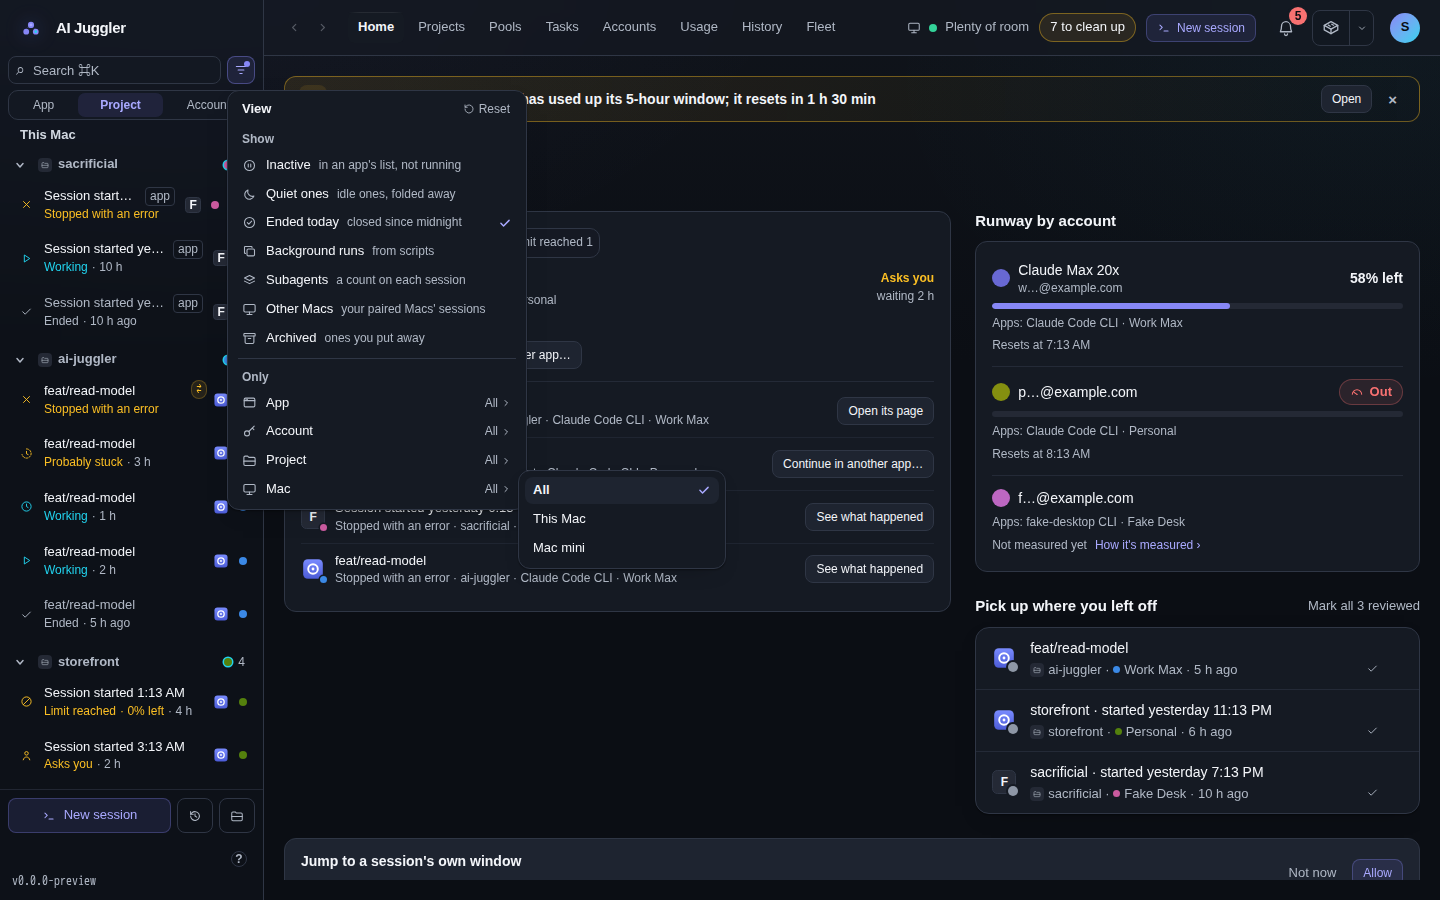 AI Juggler
Home
Projects
Pools
Tasks
Accounts
Usage
History
Fleet
Plenty of room
7 to clean up
New session
5
S
Search ⌘K
App
Project
Accoun
This Mac
sacrificial
Session start… app
Stopped with an error
F
Session started ye… app
Working · 10 h
F
Session started ye… app
Ended · 10 h ago
F
ai-juggler
feat/read-model
Stopped with an error
feat/read-model
Probably stuck · 3 h
feat/read-model
Working · 1 h
feat/read-model
Working · 2 h
feat/read-model
Ended · 5 h ago
storefront
4
Session started 1:13 AM
Limit reached · 0% left · 4 h
Session started 3:13 AM
Asks you · 2 h
New session
?
v0.0.0-preview
has used up its 5-hour window; it resets in 1 h 30 min
Open
×
View
Reset
Show
Inactive in an app's list, not running
Quiet ones idle ones, folded away
Ended today closed since midnight
Background runs from scripts
Subagents a count on each session
Other Macs your paired Macs' sessions
Archived ones you put away
Only
App All
Account All
Project All
Mac All
All
This Mac
Mac mini
reached 1
Asks you
waiting 2 h
app…
· Claude Code CLI · Work Max
Open its page
Continue in another app…
F
Stopped with an error · sacrificial ·
See what happened
feat/read-model
Stopped with an error · ai-juggler · Claude Code CLI · Work Max
See what happened
Runway by account
Claude Max 20x
w…@example.com
58% left
Apps: Claude Code CLI · Work Max
Resets at 7:13 AM
p…@example.com
Out
Apps: Claude Code CLI · Personal
Resets at 8:13 AM
f…@example.com
Apps: fake-desktop CLI · Fake Desk
Not measured yet How it's measured ›
Pick up where you left off
Mark all 3 reviewed
feat/read-model
ai-juggler · Work Max · 5 h ago
storefront · started yesterday 11:13 PM
storefront · Personal · 6 h ago
F
sacrificial · started yesterday 7:13 PM
sacrificial · Fake Desk · 10 h ago
Jump to a session's own window
Not now
Allow